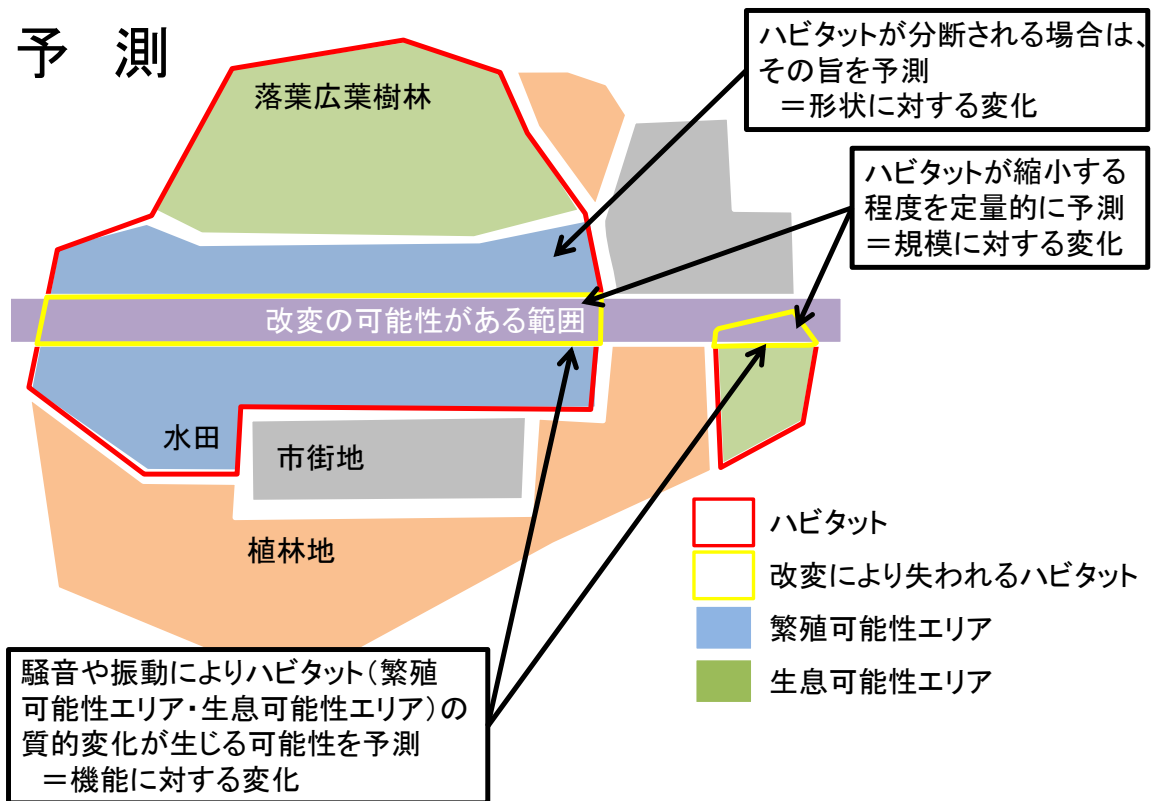 予 測
ハビタットが分断される場合は、
その旨を予測
＝形状に対する変化
落葉広葉樹林
ハビタットが縮小する
程度を定量的に予測
＝規模に対する変化
改変の可能性がある範囲
水田
市街地
植林地
ハビタット
改変により失われるハビタット
繁殖可能性エリア
生息可能性エリア
騒音や振動によりハビタット（繁殖
可能性エリア・生息可能性エリア）の
質的変化が生じる可能性を予測
＝機能に対する変化